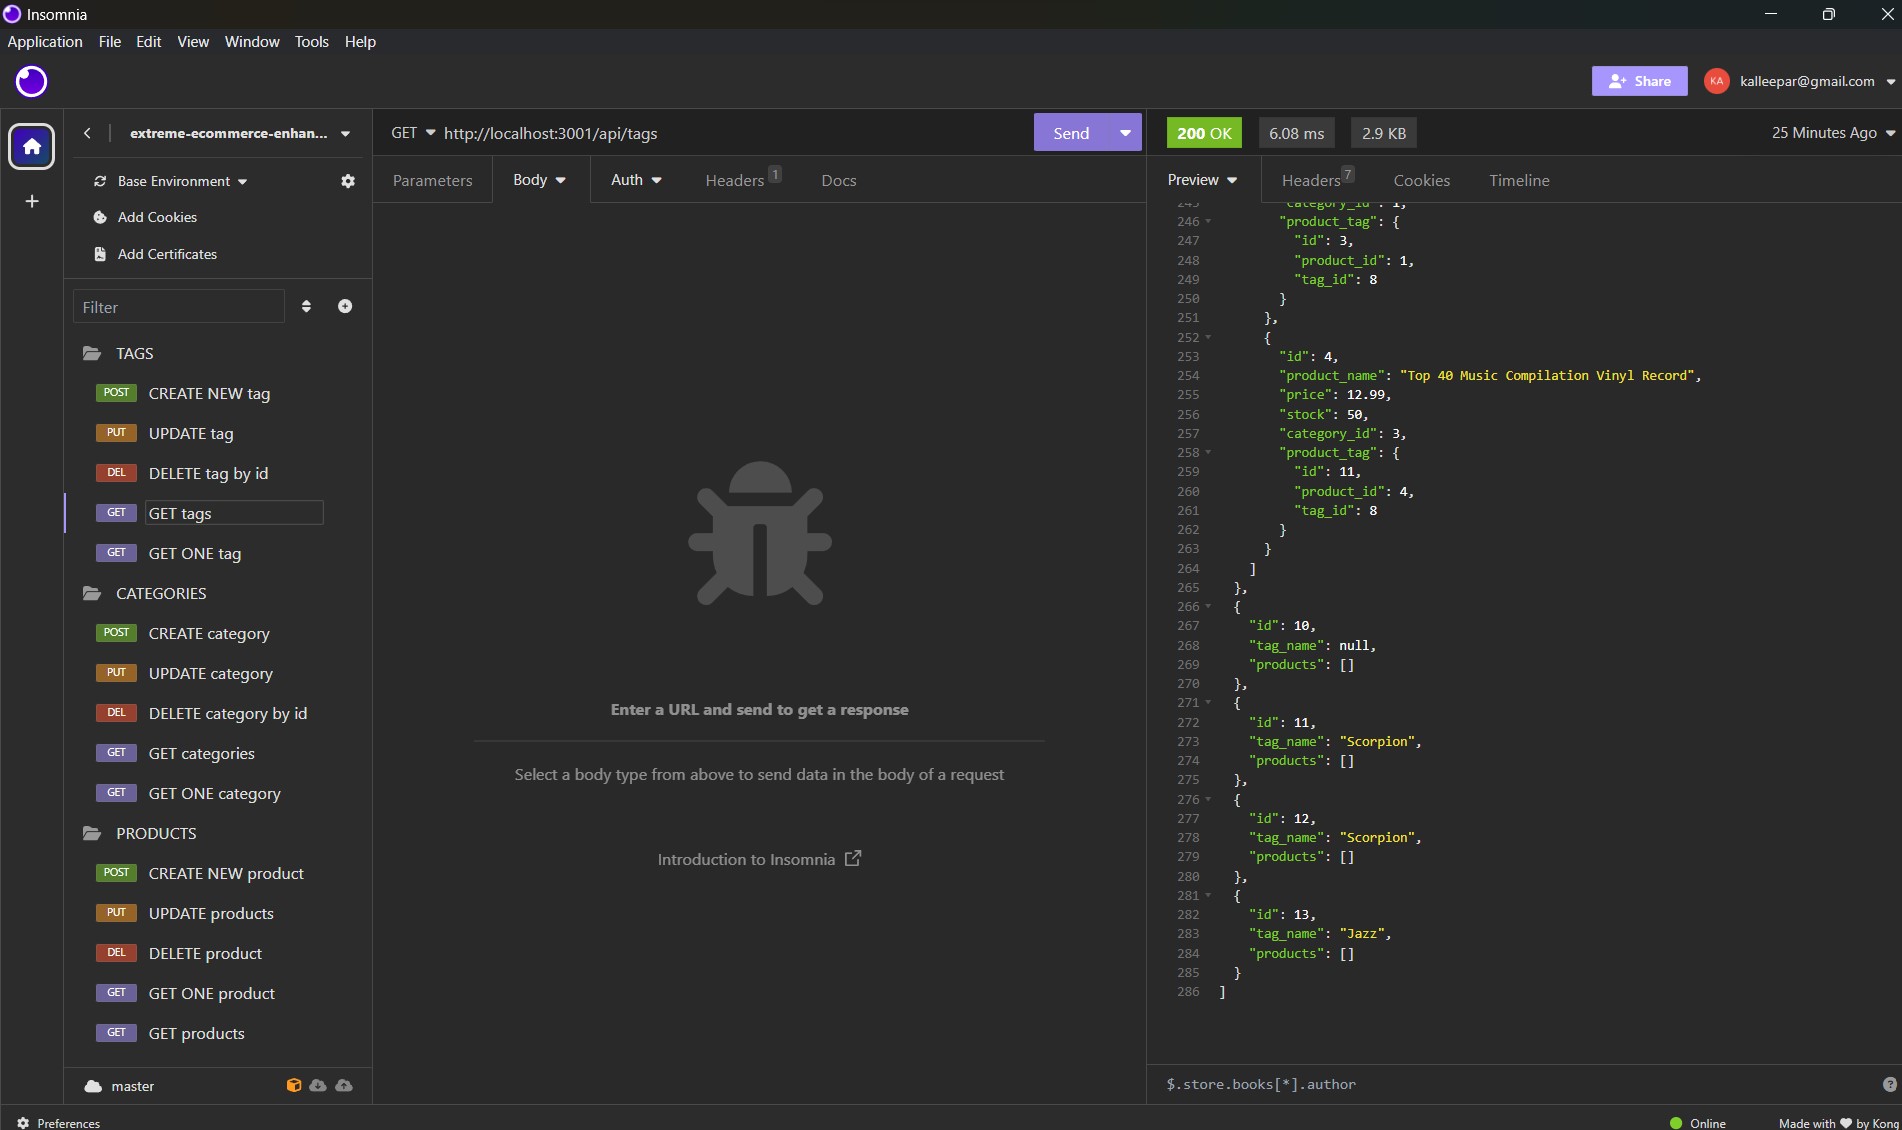 Insomnia
Application File Edit View Window Tools Help
Share KA kalleepar@gmail.com
extreme-ecommerce-enhan...
Base Environment
Add Cookies
Add Certificates
Filter
TAGS
POST CREATE NEW tag
PUT UPDATE tag
DEL DELETE tag by id
GET GET tags
GET GET ONE tag
CATEGORIES
POST CREATE category
PUT UPDATE category
DEL DELETE category by id
GET GET categories
GET GET ONE category
PRODUCTS
POST CREATE NEW product
PUT UPDATE products
DEL DELETE product
GET GET ONE product
GET GET products
master
GET http://localhost:3001/api/tags Send
Parameters Body Auth Headers 1 Docs
Enter a URL and send to get a response
Select a body type from above to send data in the body of a request
Introduction to Insomnia
200 OK 6.08 ms 2.9 KB 25 Minutes Ago
Preview Headers 7 Cookies Timeline
245 "category_id": 1,
246 "product_tag": {
247 "id": 3,
248 "product_id": 1,
249 "tag_id": 8
250 }
251 },
252 {
253 "id": 4,
254 "product_name": "Top 40 Music Compilation Vinyl Record",
255 "price": 12.99,
256 "stock": 50,
257 "category_id": 3,
258 "product_tag": {
259 "id": 11,
260 "product_id": 4,
261 "tag_id": 8
262 }
263 }
264 ]
265 },
266 {
267 "id": 10,
268 "tag_name": null,
269 "products": []
270 },
271 {
272 "id": 11,
273 "tag_name": "Scorpion",
274 "products": []
275 },
276 {
277 "id": 12,
278 "tag_name": "Scorpion",
279 "products": []
280 },
281 {
282 "id": 13,
283 "tag_name": "Jazz",
284 "products": []
285 }
286 ]
$.store.books[*].author
Preferences
Online Made with ♥ by Kong